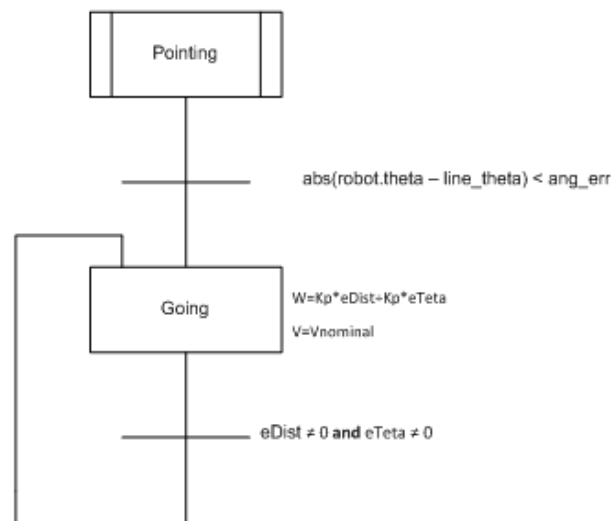 Pointing
abs(robot.theta – line_theta) < ang_err
Going
W=Kp*eDist÷Kp*eTeta
V=Vnominal
eDist ≠ 0 and eTeta ≠ 0